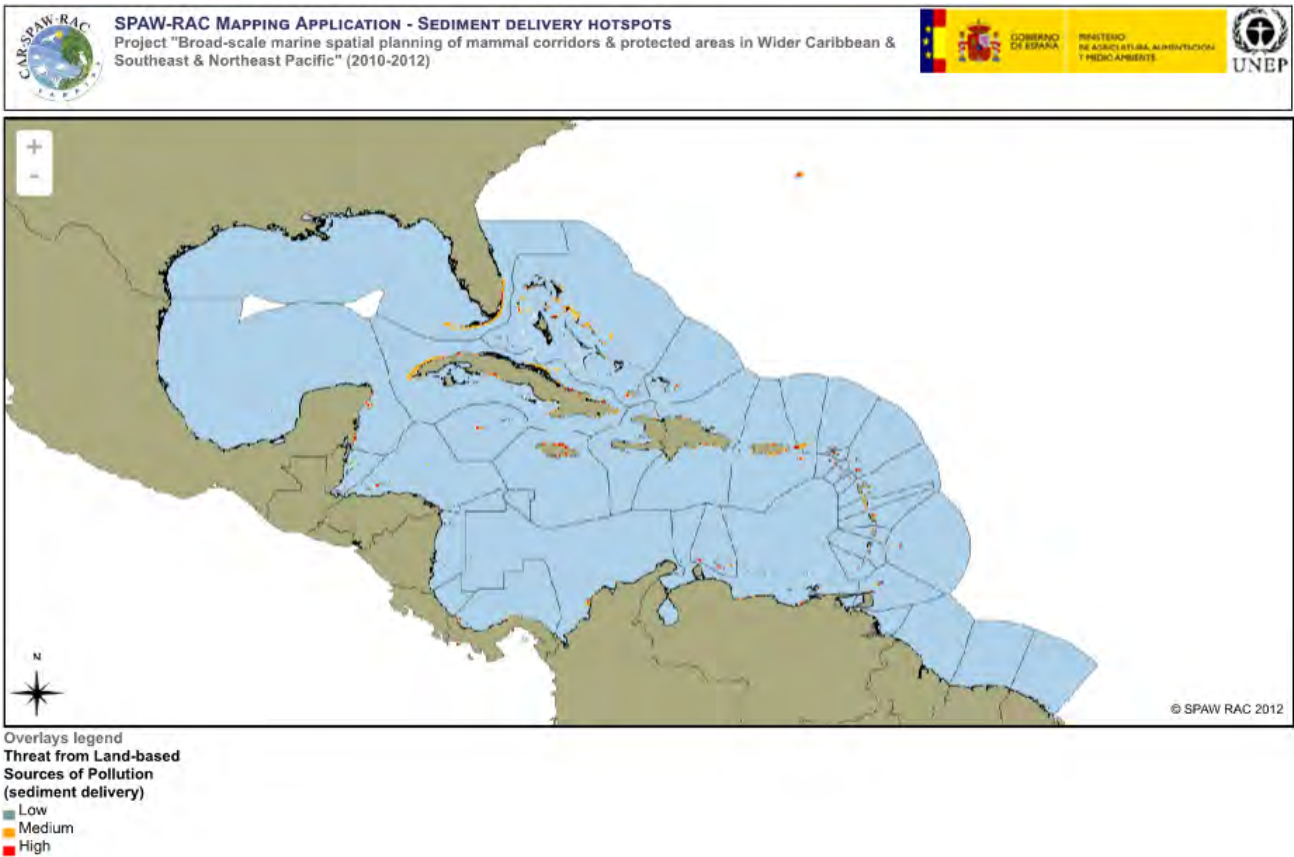 CAR-SPAW-RAC
SPAW-RAC MAPPING APPLICATION - SEDIMENT DELIVERY HOTSPOTS
Project "Broad-scale marine spatial planning of mammal corridors & protected areas in Wider Caribbean &
Southeast & Northeast Pacific" (2010-2012)
GOBIERNO
DE ESPAÑA
MINISTERIO
DE AGRICULTURA, ALIMENTACIÓN
Y MEDIO AMBIENTE
UNEP
+
-
N
© SPAW RAC 2012
Overlays legend
Threat from Land-based
Sources of Pollution
(sediment delivery)
Low
Medium
High